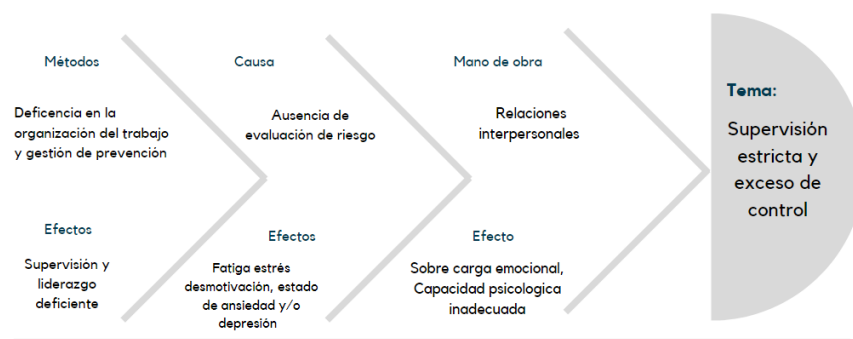 Métodos
Deficencia en la
organización del trabajo
y gestión de prevención
Causa
Ausencia de
evaluación de riesgo
Mano de obra
Relaciones
interpersonales
Tema:
Supervisión
estricta y
exceso de
control
Efectos
Supervisión y
liderazgo
deficiente
Efectos
Fatiga estrés
desmotivación, estado
de ansiedad y/o
depresión
Efecto
Sobre carga emocional,
Capacidad psicologica
inadecuada